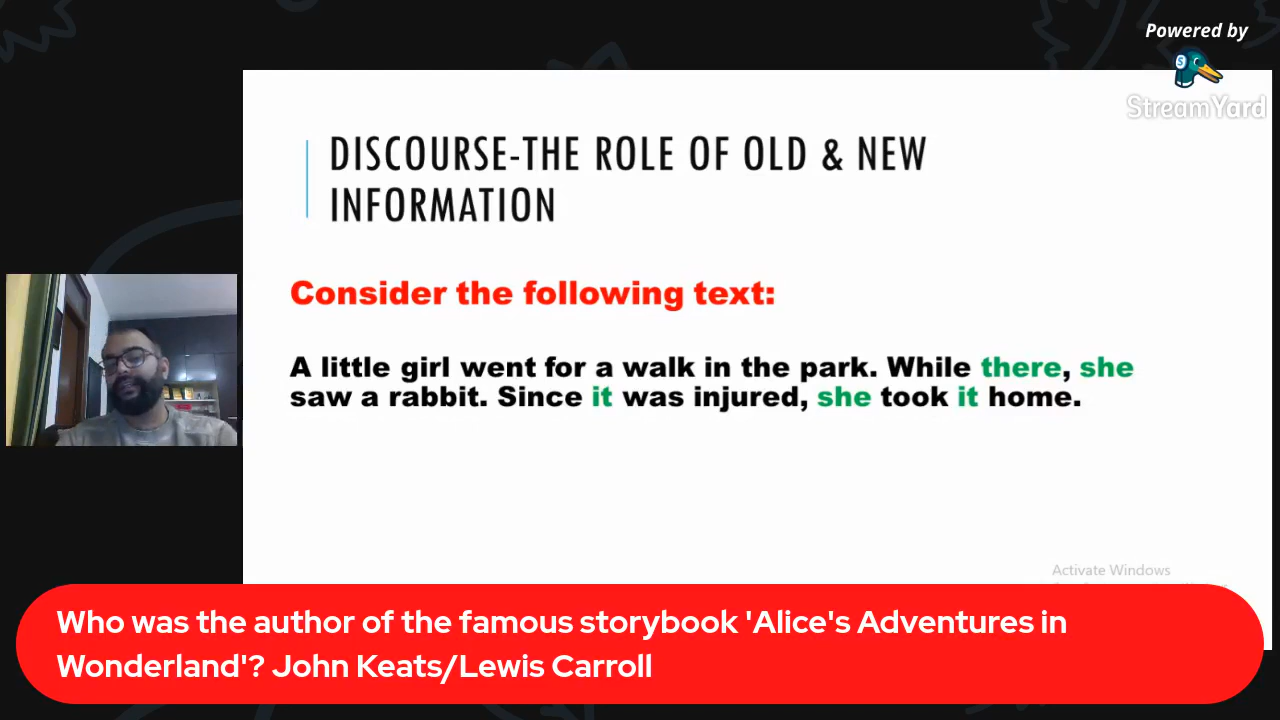 Powered by
StreamYard
DISCOURSE-THE ROLE OF OLD & NEW
INFORMATION
Consider the following text:
A little girl went for a walk in the park. While there, she
saw a rabbit. Since it was injured, she took it home.
Activate Windows
Who was the author of the famous storybook 'Alice's Adventures in
Wonderland'? John Keats/Lewis Carroll